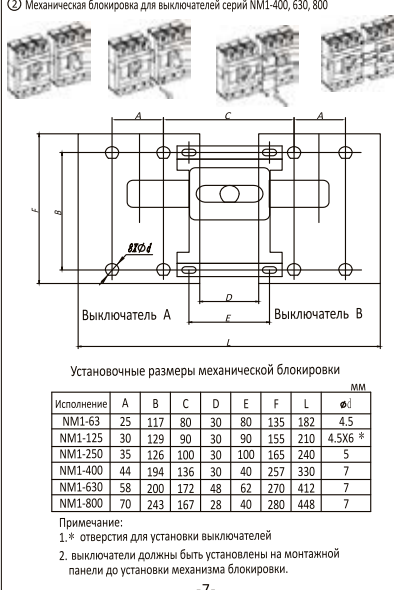 ② Механическая блокировка для выключателей серий NM1-400, 630, 800
A C A
F B
8XΦd
D
Выключатель A E Выключатель B
L
Установочные размеры механической блокировки
мм
Исполнение A B C D E F L ød
NM1-63 25 117 80 30 80 135 182 4.5
NM1-125 30 129 90 30 90 155 210 4.5X6 *
NM1-250 35 126 100 30 100 165 240 5
NM1-400 44 194 136 30 40 257 330 7
NM1-630 58 200 172 48 62 270 412 7
NM1-800 70 243 167 28 40 280 448 7
Примечание:
1.* отверстия для установки выключателей
2. выключатели должны быть установлены на монтажной
панели до установки механизма блокировки.
-7-